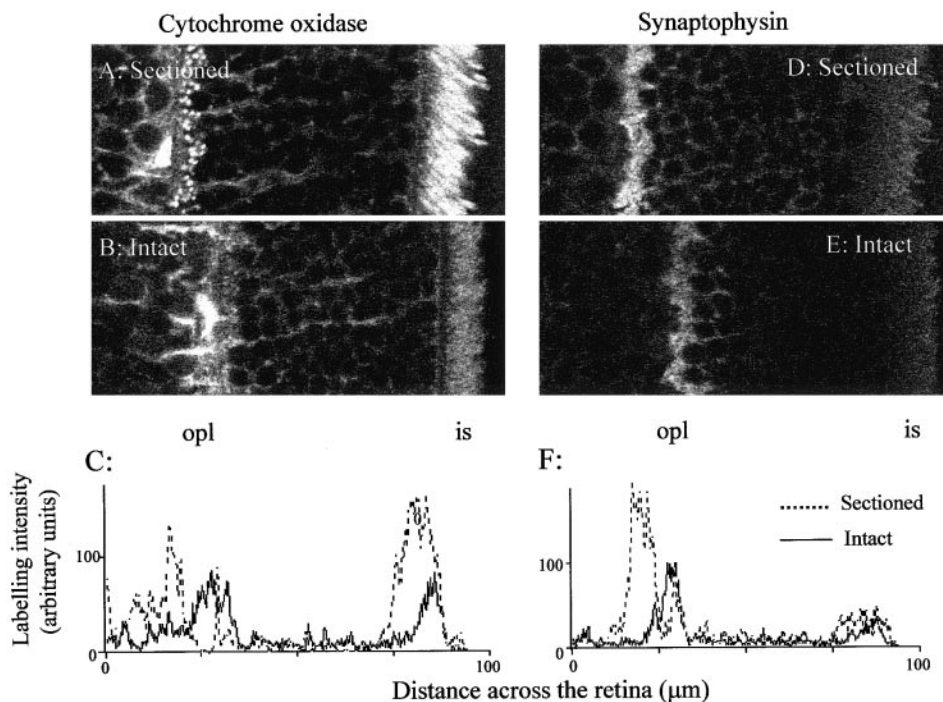 Cytochrome oxidase
Synaptophysin
A: Sectioned
D: Sectioned
B: Intact
E: Intact
opl
is
opl
is
C:
F:
Labelling intensity
(arbitrary units)
100
0
0
100
100
0
0
100
Sectioned
Intact
Distance across the retina (μm)